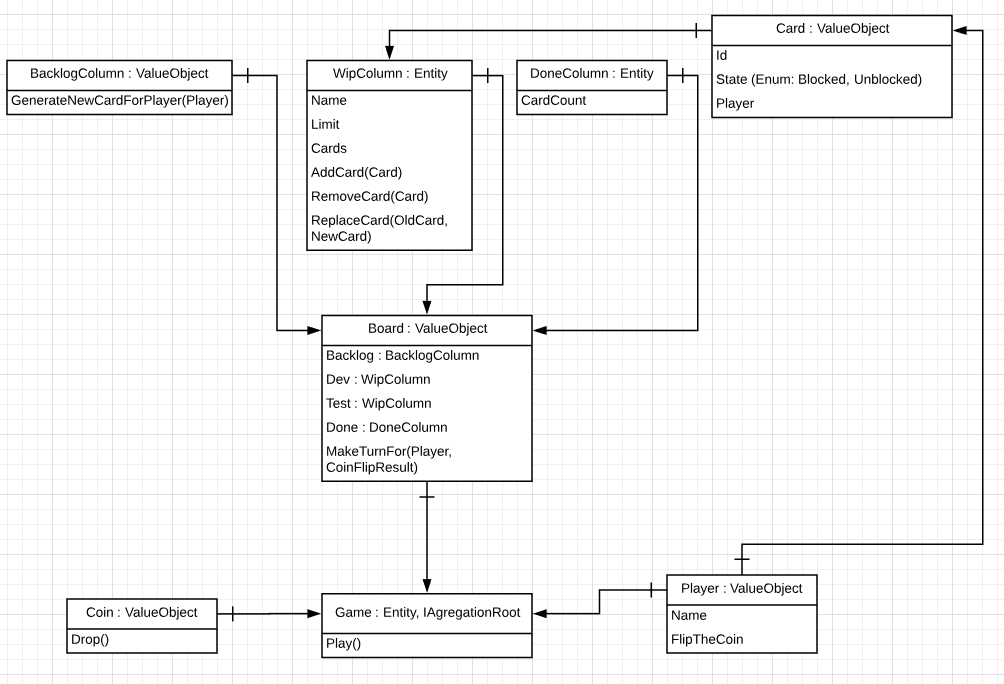 Card : ValueObject
Id
State (Enum: Blocked, Unblocked)
Player
BacklogColumn : ValueObject
GenerateNewCardForPlayer(Player)
WipColumn : Entity
Name
Limit
Cards
AddCard(Card)
RemoveCard(Card)
ReplaceCard(OldCard,
NewCard)
DoneColumn : Entity
CardCount
Board : ValueObject
Backlog : BacklogColumn
Dev : WipColumn
Test : WipColumn
Done : DoneColumn
MakeTurnFor(Player,
CoinFlipResult)
Coin : ValueObject
Drop()
Game : Entity, IAgregationRoot
Play()
Player : ValueObject
Name
FlipTheCoin